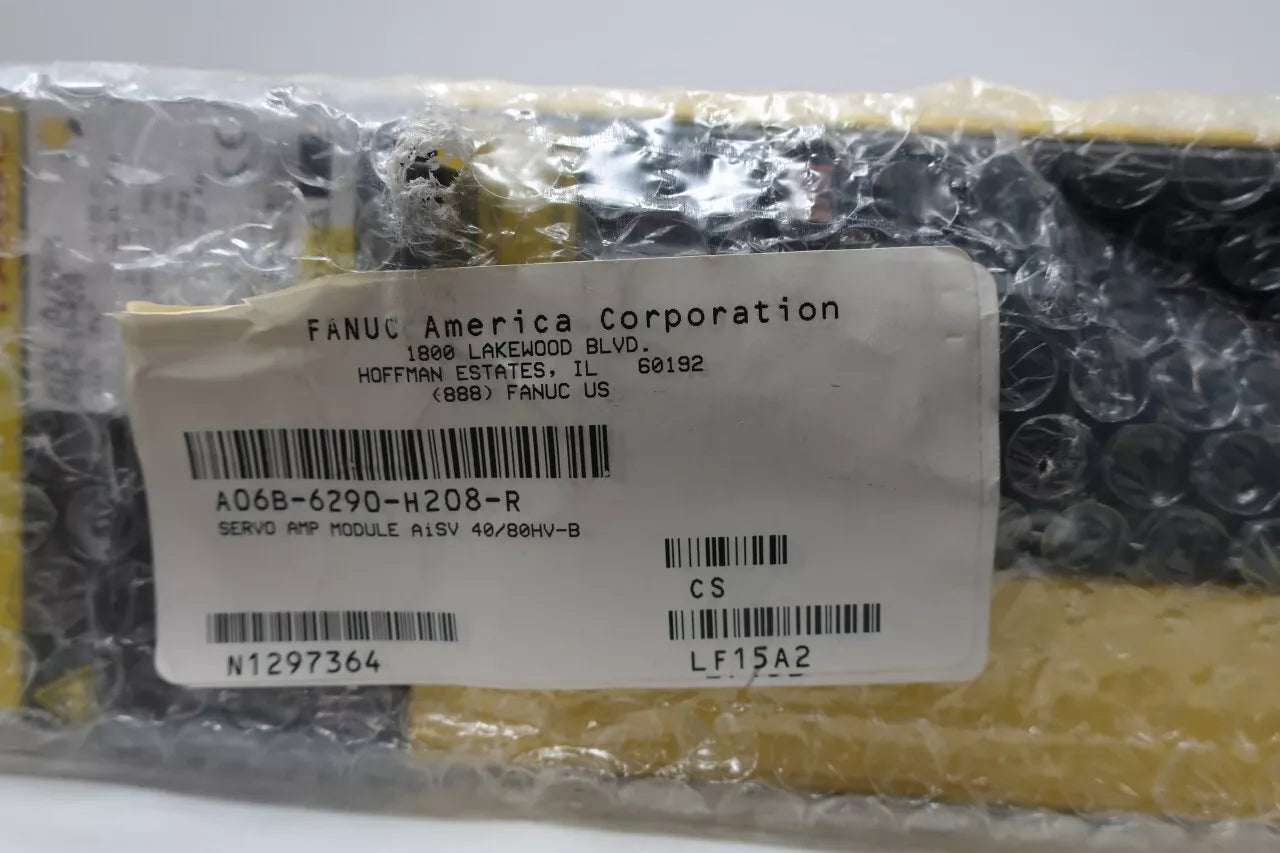 FANUC America Corporation
1800 LAKEWOOD BLVD.
HOFFMAN ESTATES, IL 60192
(888) FANUC US
A06B-6290-H208-R
SERVO AMP MODULE AiSV 40/80HV-B
CS
N1297364
LF15A2
CE